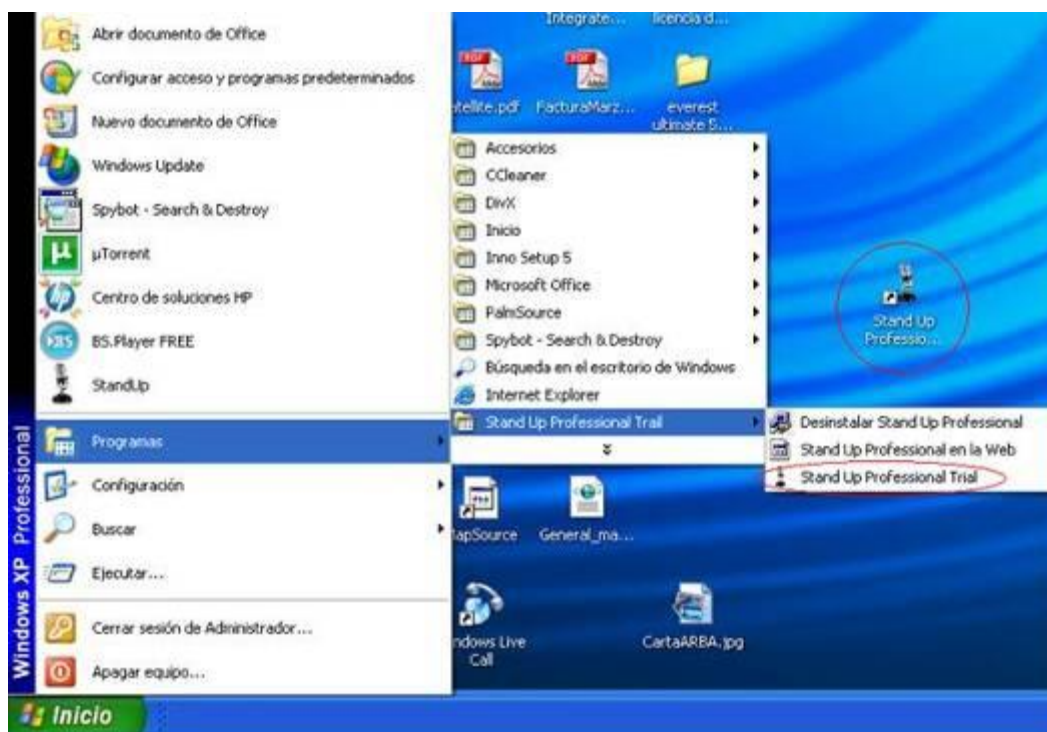 Integrate...
licencia d...
Abrir documento de Office
Configurar acceso y programas predeterminados
Nuevo documento de Office
Windows Update
Spybot - Search & Destroy
µTorrent
Centro de soluciones HP
BS.Player FREE
StandUp
Programas
Configuración
Buscar
Ejecutar...
Cerrar sesión de Administrador...
Apagar equipo...
Windows XP Professional
Inicio
PDF
PDF
FacturaMarz...
everest
ultimate 5...
Accesorios
CCleaner
DivX
Inicio
Inno Setup 5
Microsoft Office
PalmSource
Spybot - Search & Destroy
Búsqueda en el escritorio de Windows
Internet Explorer
Stand Up Professional Trail
Desinstalar Stand Up Professional
Stand Up Professional en la Web
Stand Up Professional Trial
Stand Up
Professio...
apSource
General_ma...
ndows Live
Call
CartaARBA.jpg